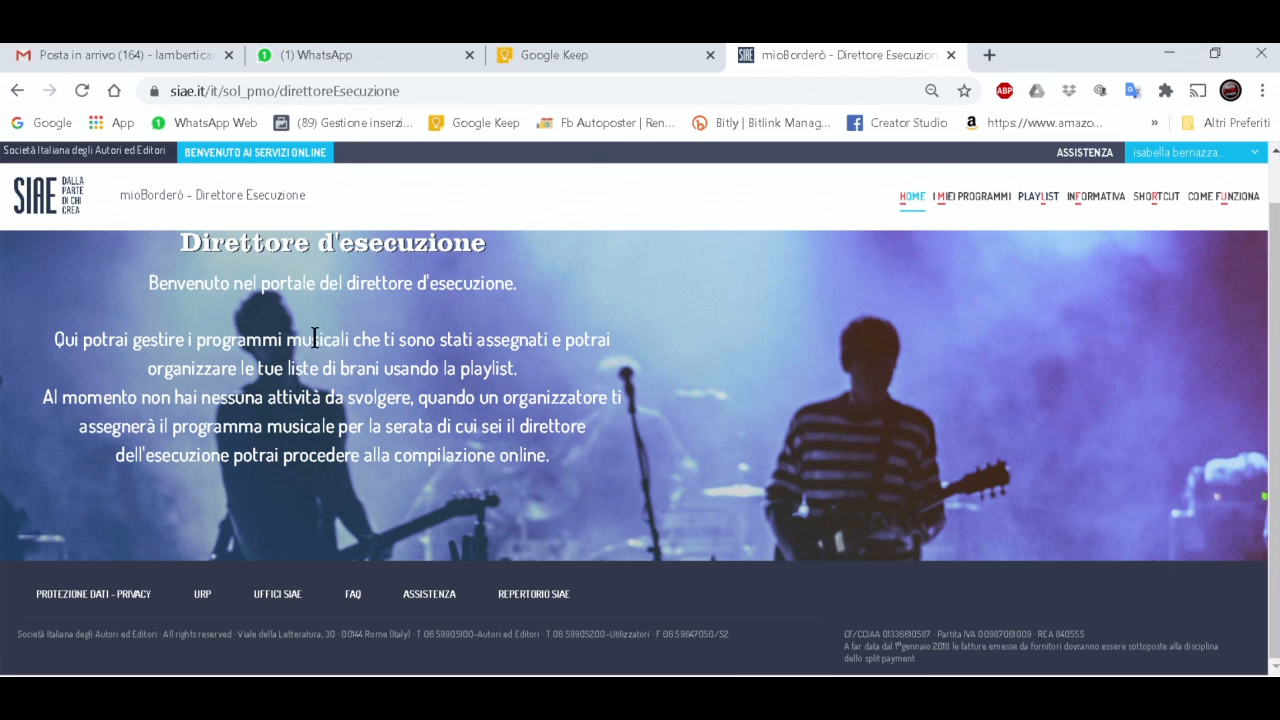 Posta in arrivo (164) - lamberticar
(1) WhatsApp
Google Keep
mioBorderò - Direttore Esecuzion
siae.it/it/sol_pmo/direttoreEsecuzione
ABP
Google
App
WhatsApp Web
(89) Gestione inserzi...
Google Keep
Fb Autoposter | Ren...
Bitly | Bitlink Manag...
Creator Studio
https://www.amazo...
»
Altri Preferiti
Società Italiana degli Autori ed Editori
BENVENUTO AI SERVIZI ONLINE
ASSISTENZA
isabella bernazza...
SIAE DALLA PARTE DI CHI CREA
mioBorderò - Direttore Esecuzione
HOME I MIEI PROGRAMMI PLAYLIST INFORMATIVA SHORTCUT COME FUNZIONA
Direttore d'esecuzione
Benvenuto nel portale del direttore d'esecuzione.
Qui potrai gestire i programmi musicali che ti sono stati assegnati e potrai
organizzare le tue liste di brani usando la playlist.
Al momento non hai nessuna attività da svolgere, quando un organizzatore ti
assegnerà il programma musicale per la serata di cui sei il direttore
dell'esecuzione potrai procedere alla compilazione online.
PROTEZIONE DATI - PRIVACY URP UFFICI SIAE FAQ ASSISTENZA REPERTORIO SIAE
Società Italiana degli Autori ed Editori · All rights reserved · Viale della Letteratura, 30 · 00144 Rome (Italy) · T 06 59905100-Autori ed Editori · T 06 59905200-Utilizzatori · F 06 59647050/52
CF/CCIAA 01336610587 · Partita IVA 00987061009 · REA 840555
A far data dal 1°gennaio 2018 le fatture emesse da fornitori dovranno essere sottoposte alla disciplina
dello split payment